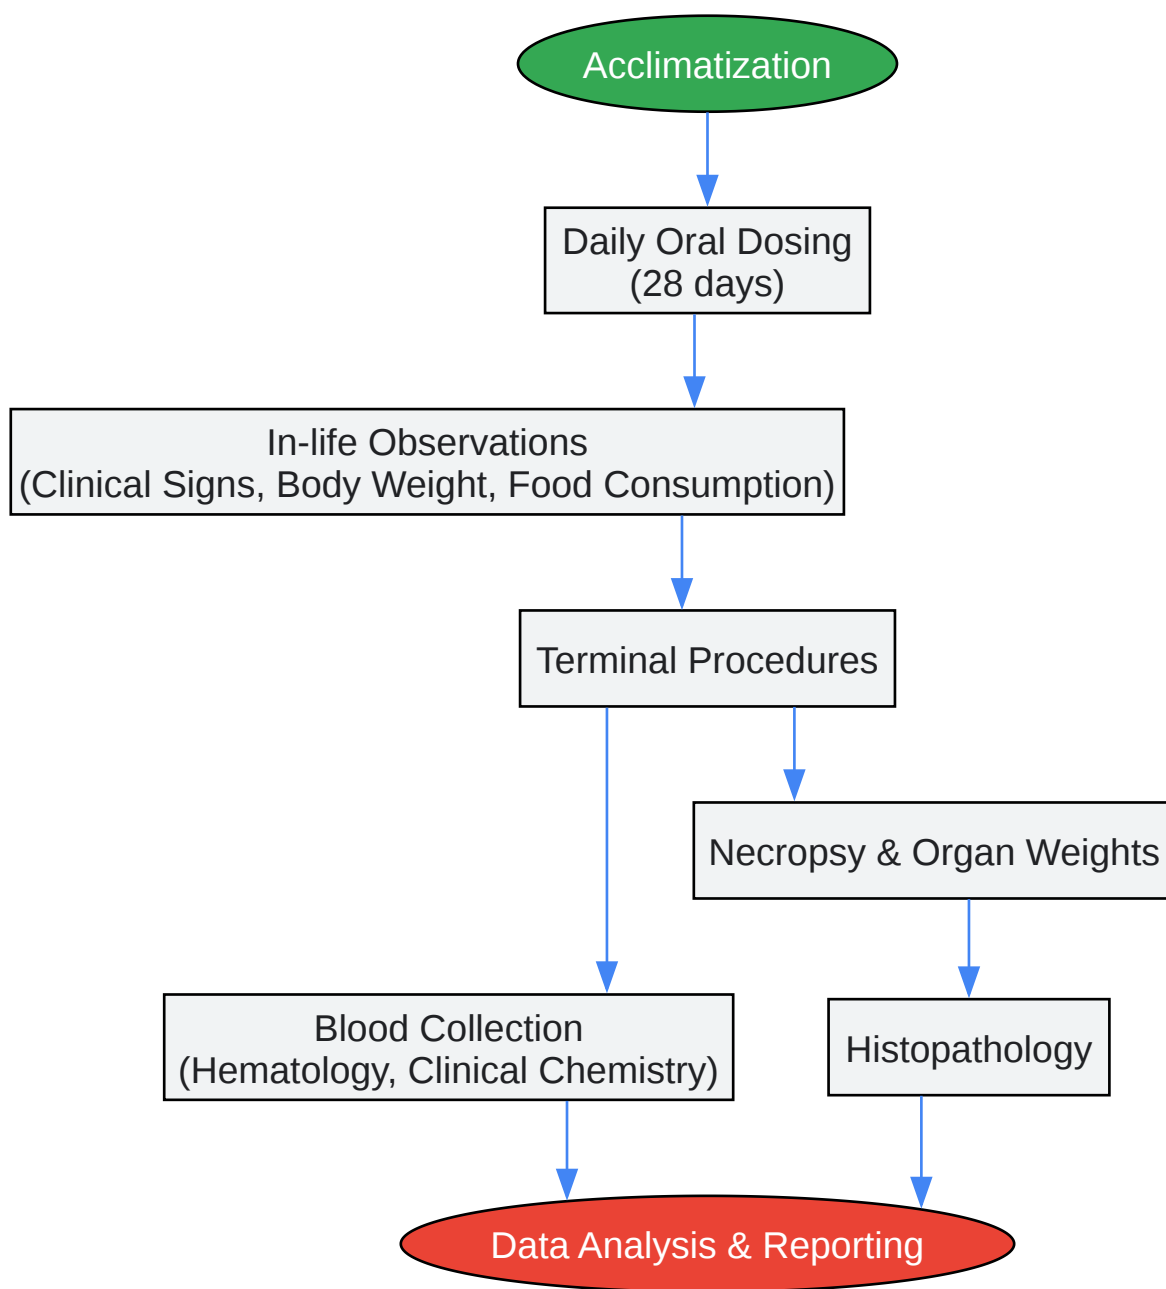 Acclimatization
Daily Oral Dosing
(28 days)
In-life Observations
(Clinical Signs, Body Weight, Food Consumption)
Terminal Procedures
Necropsy & Organ Weights
Blood Collection
(Hematology, Clinical Chemistry)
Histopathology
Data Analysis & Reporting